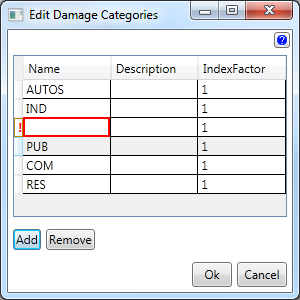 Edit Damage Categories
?
Name Description IndexFactor
AUTOS 1
IND 1
! 1
PUB 1
COM 1
RES 1
Add Remove
Ok Cancel